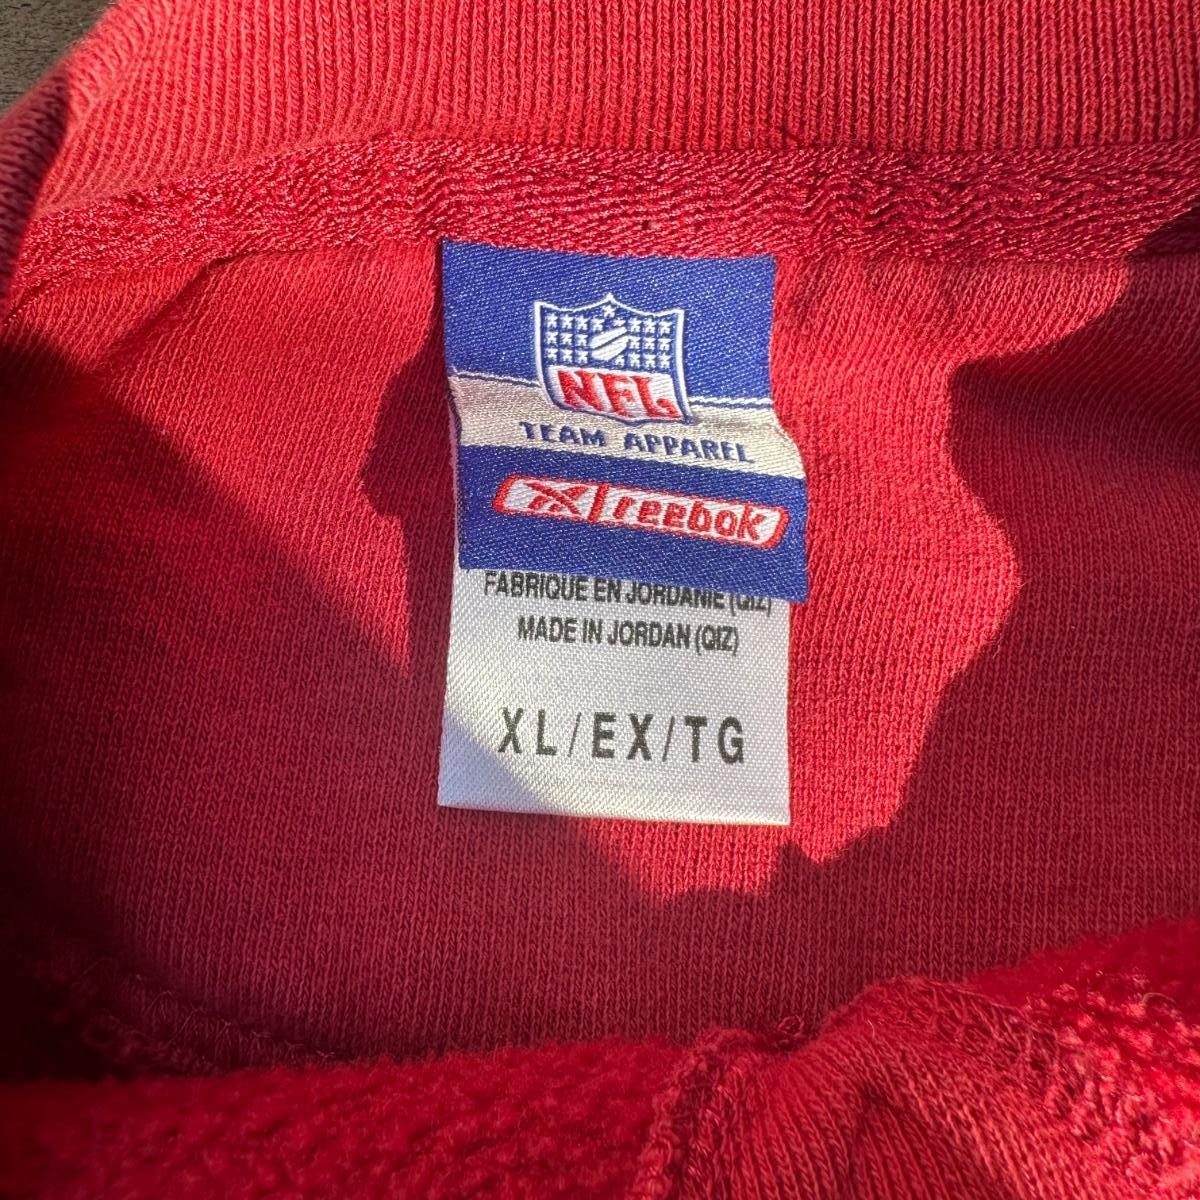 NFL
TEAM APPAREL
reebok
FABRIQUE EN JORDANIE (QIZ)
MADE IN JORDAN (QIZ)
XL/EX/TG